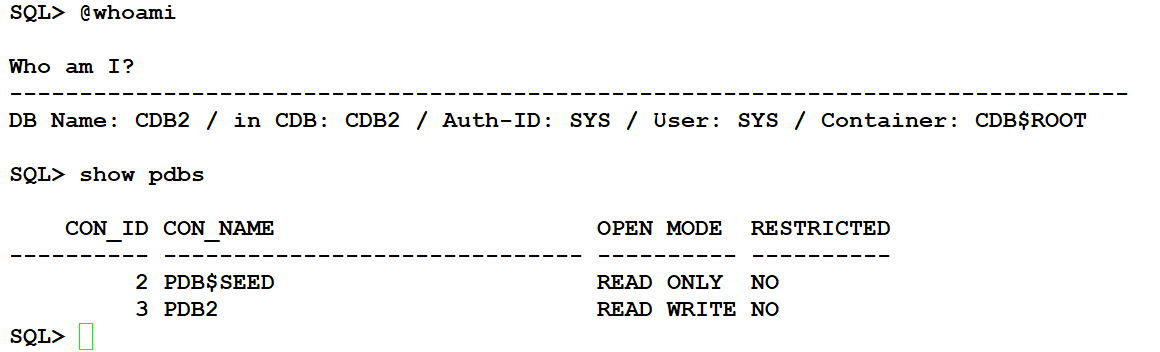 SQL> @whoami
Who am I?
--------------------------------------------------------------------------------
DB Name: CDB2 / in CDB: CDB2 / Auth-ID: SYS / User: SYS / Container: CDB$ROOT
SQL> show pdbs
    CON_ID CON_NAME                       OPEN MODE  RESTRICTED
---------- ------------------------------ ---------- ----------
         2 PDB$SEED                       READ ONLY  NO
         3 PDB2                           READ WRITE NO
SQL>